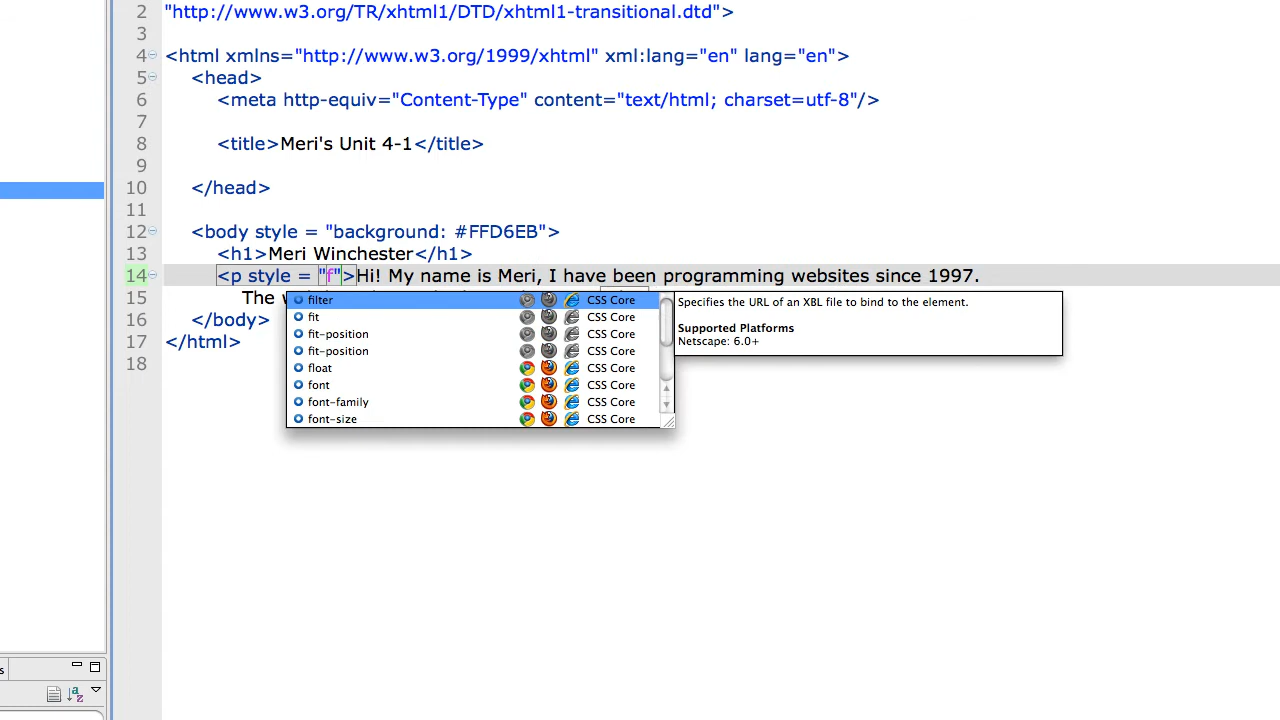 2 "http://www.w3.org/TR/xhtml1/DTD/xhtml1-transitional.dtd">
3
4 <html xmlns="http://www.w3.org/1999/xhtml" xml:lang="en" lang="en">
5 <head>
6 <meta http-equiv="Content-Type" content="text/html; charset=utf-8"/>
7
8 <title>Meri's Unit 4-1</title>
9
10 </head>
11
12 <body style = "background: #FFD6EB">
13 <h1>Meri Winchester</h1>
14 <p style = "f">Hi! My name is Meri, I have been programming websites since 1997.
15 The
16 </body>
17 </html>
18
filter CSS Core
fit CSS Core
fit-position CSS Core
fit-position CSS Core
float CSS Core
font CSS Core
font-family CSS Core
font-size CSS Core
Specifies the URL of an XBL file to bind to the element.
Supported Platforms
Netscape: 6.0+
s